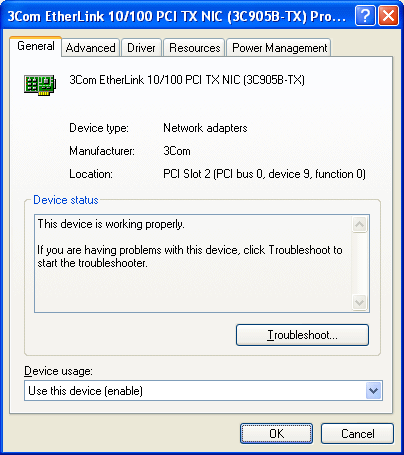 3Com EtherLink 10/100 PCI TX NIC (3C905B-TX) Pro... ? X
General Advanced Driver Resources Power Management
3Com EtherLink 10/100 PCI TX NIC (3C905B-TX)
Device type: Network adapters
Manufacturer: 3Com
Location: PCI Slot 2 (PCI bus 0, device 9, function 0)
Device status
This device is working properly.
If you are having problems with this device, click Troubleshoot to
start the troubleshooter.
Troubleshoot...
Device usage:
Use this device (enable)
OK Cancel